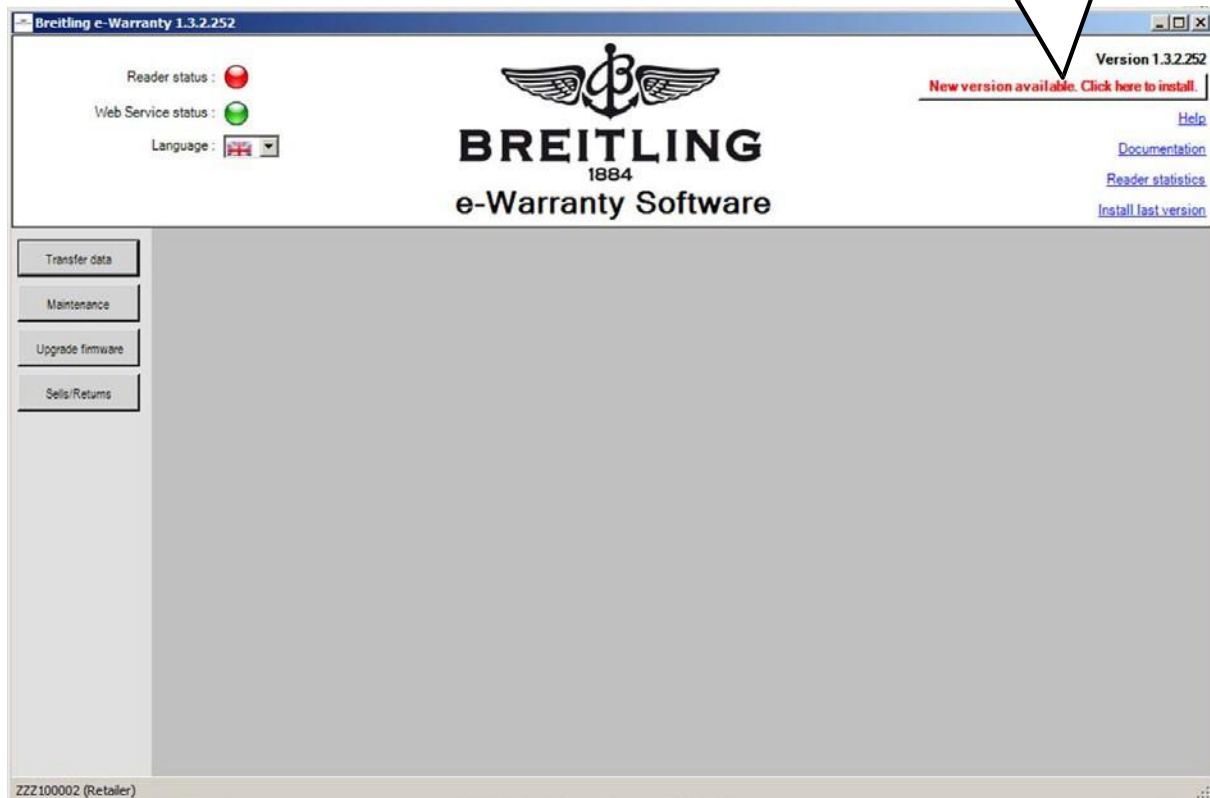 Breitling e-Warranty 1.3.2.252
Reader status :
Web Service status :
Language :
B
BREITLING
1884
e-Warranty Software
Version 1.3.2.252
New version available. Click here to install.
Help
Documentation
Reader statistics
Install last version
Transfer data
Maintenance
Upgrade firmware
Sells/Returns
ZZZ100002 (Retailer)